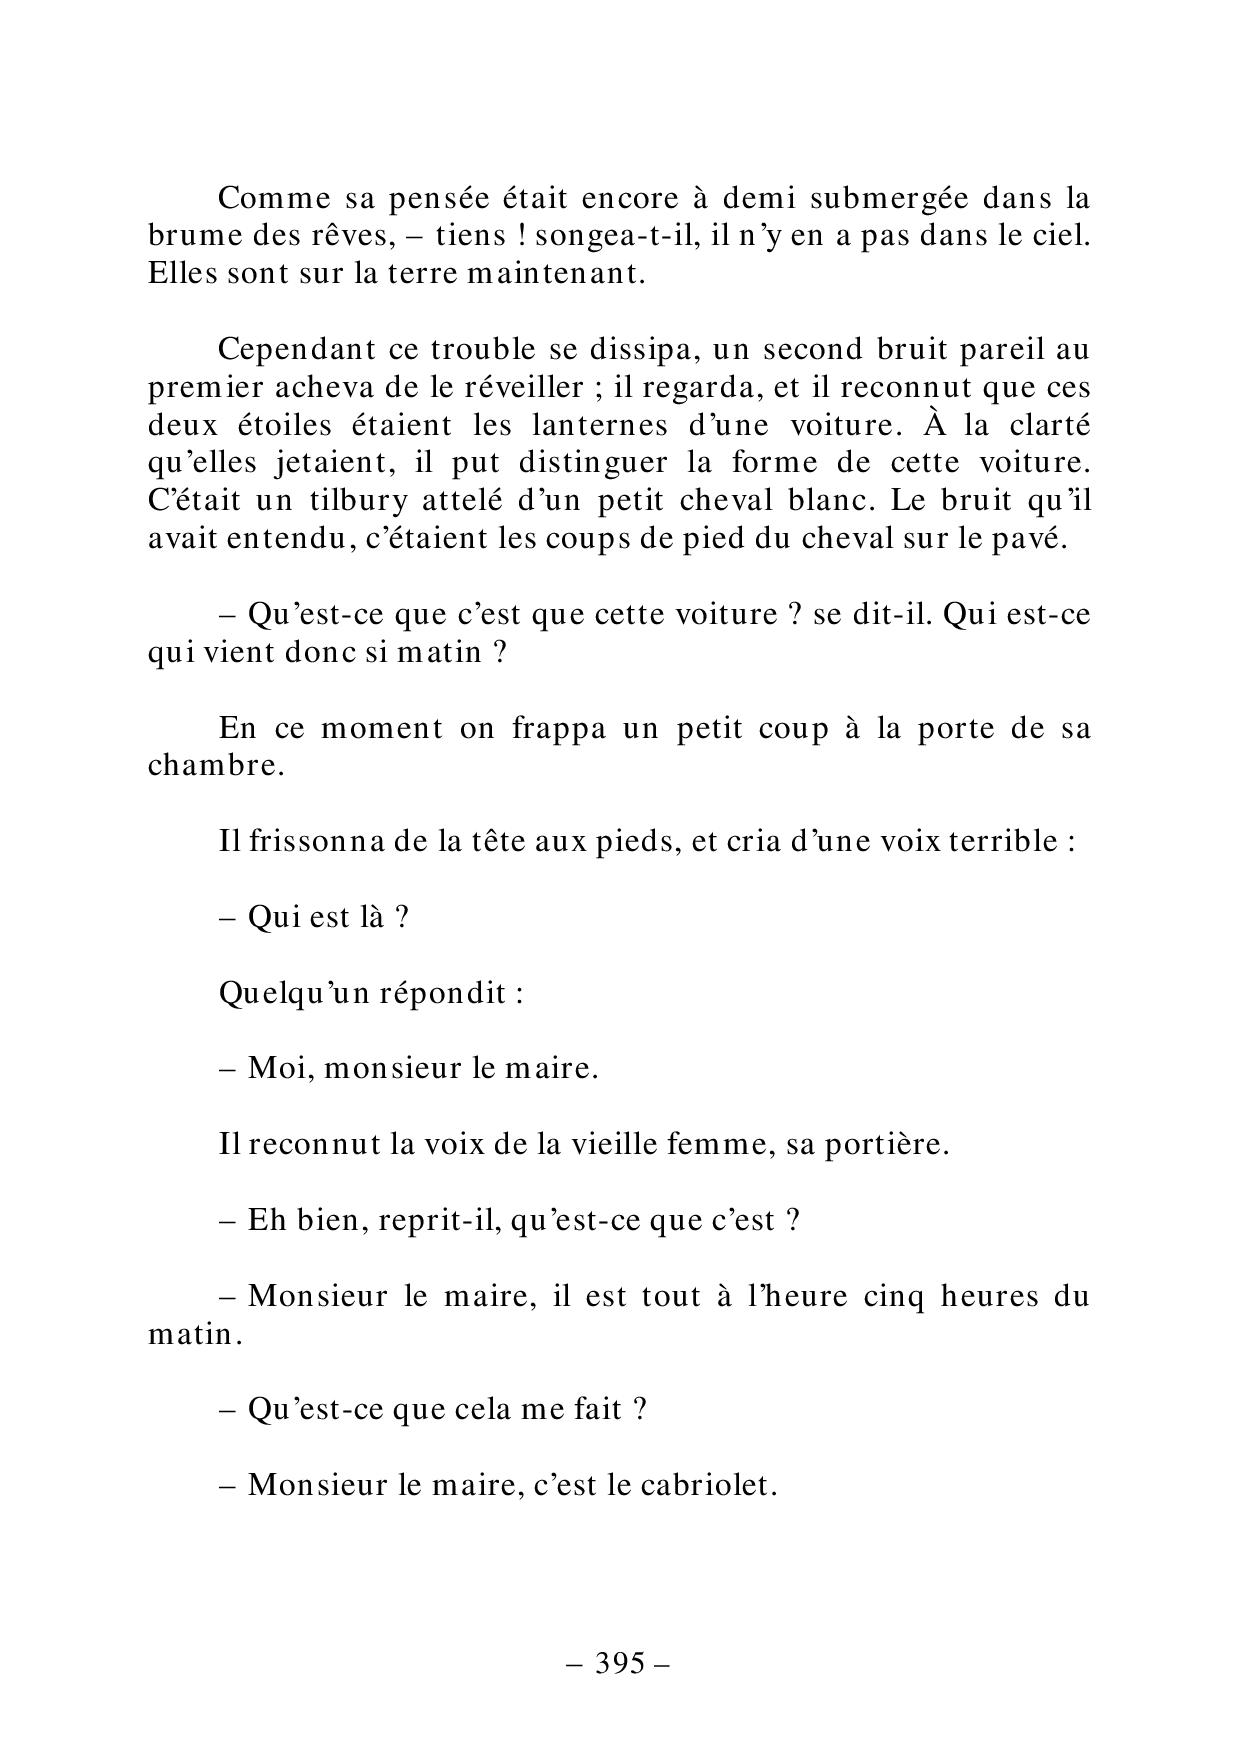 Comme sa pensée était encore à demi submergée dans la
brume des rêves, – tiens ! songea-t-il, il n’y en a pas dans le ciel.
Elles sont sur la terre maintenant.
Cependant ce trouble se dissipa, un second bruit pareil au
premier acheva de le réveiller ; il regarda, et il reconnut que ces
deux étoiles étaient les lanternes d’une voiture. À la clarté
qu’elles jetaient, il put distinguer la forme de cette voiture.
C’était un tilbury attelé d’un petit cheval blanc. Le bruit qu’il
avait entendu, c’étaient les coups de pied du cheval sur le pavé.
– Qu’est-ce que c’est que cette voiture ? se dit-il. Qui est-ce
qui vient donc si matin ?
En ce moment on frappa un petit coup à la porte de sa
chambre.
Il frissonna de la tête aux pieds, et cria d’une voix terrible :
– Qui est là ?
Quelqu’un répondit :
– Moi, monsieur le maire.
Il reconnut la voix de la vieille femme, sa portière.
– Eh bien, reprit-il, qu’est-ce que c’est ?
– Monsieur le maire, il est tout à l’heure cinq heures du
matin.
– Qu’est-ce que cela me fait ?
– Monsieur le maire, c’est le cabriolet.
– 395 –